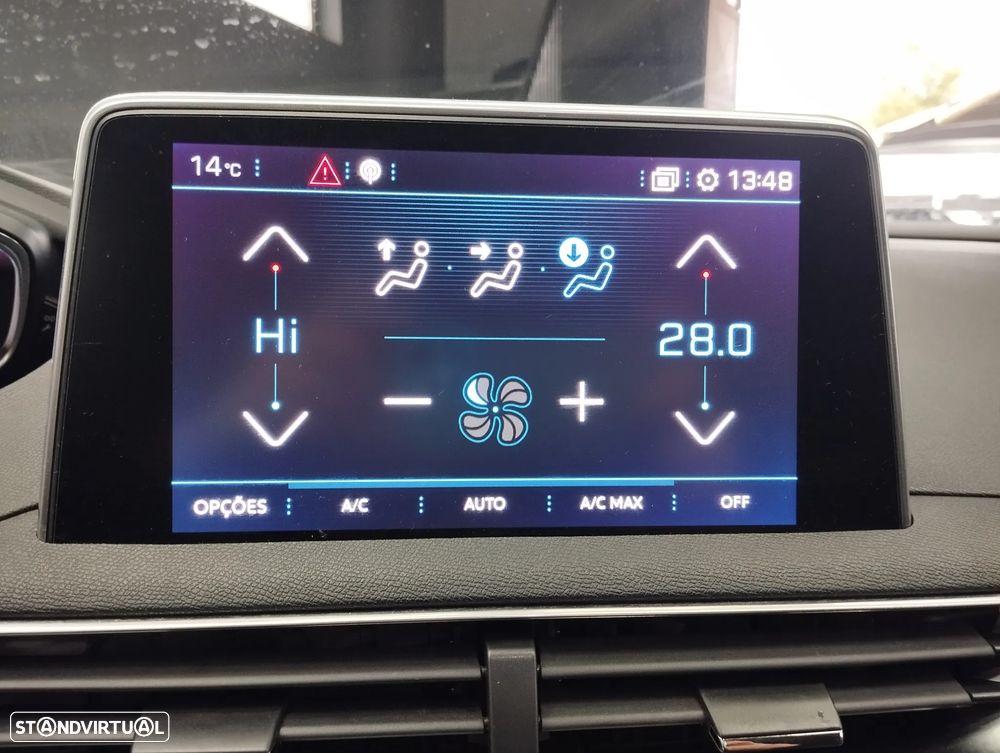 14°C
13:48
Hi
28.0
OPÇÕES
A/C
AUTO
A/C MAX
OFF
STANDVIRTUAL